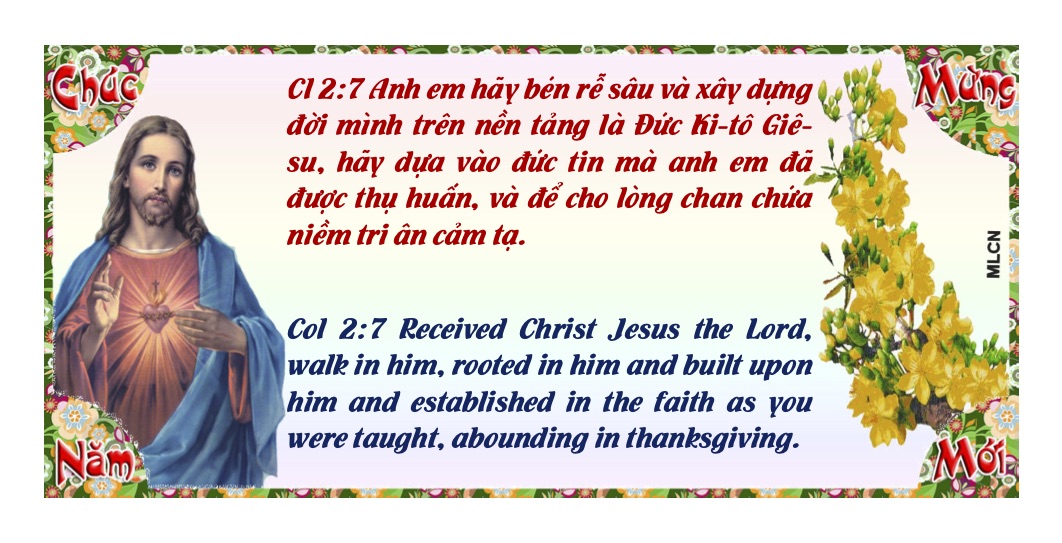 Chúc
Mừng
Cl 2:7 Anh em hãy bén rễ sâu và xây dựng
đời mình trên nền tảng là Đức Ki-tô Giê-
su, hãy dựa vào đức tin mà anh em đã
được thụ huấn, và để cho lòng chan chứa
niềm tri ân cảm tạ.
MLCN
Col 2:7 Received Christ Jesus the Lord,
walk in him, rooted in him and built upon
him and established in the faith as you
were taught, abounding in thanksgiving.
Năm
Mới